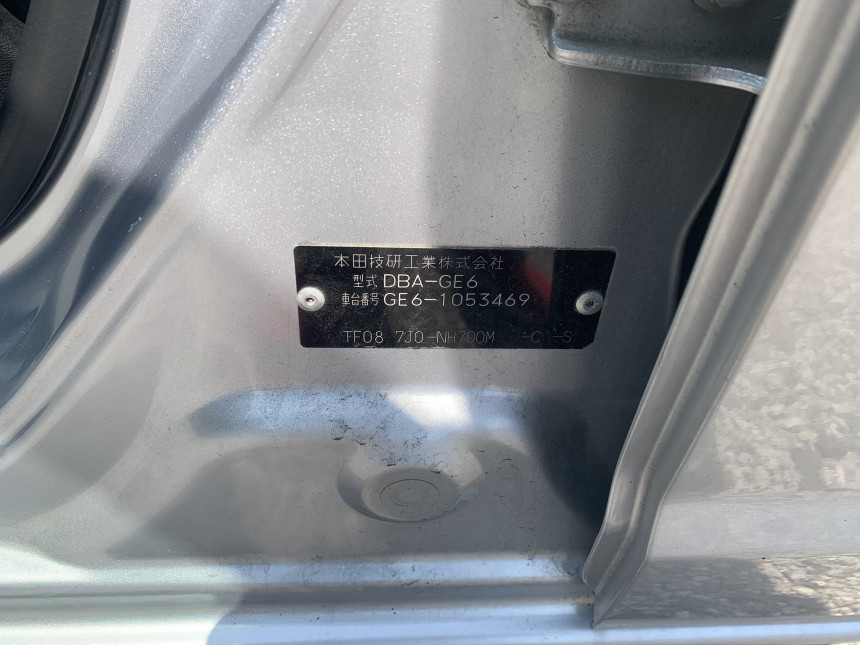 本田技研工業株式会社
型式 DBA-GE6
車台番号 GE6-1053469
TF08 7J0-NH700M -C -S